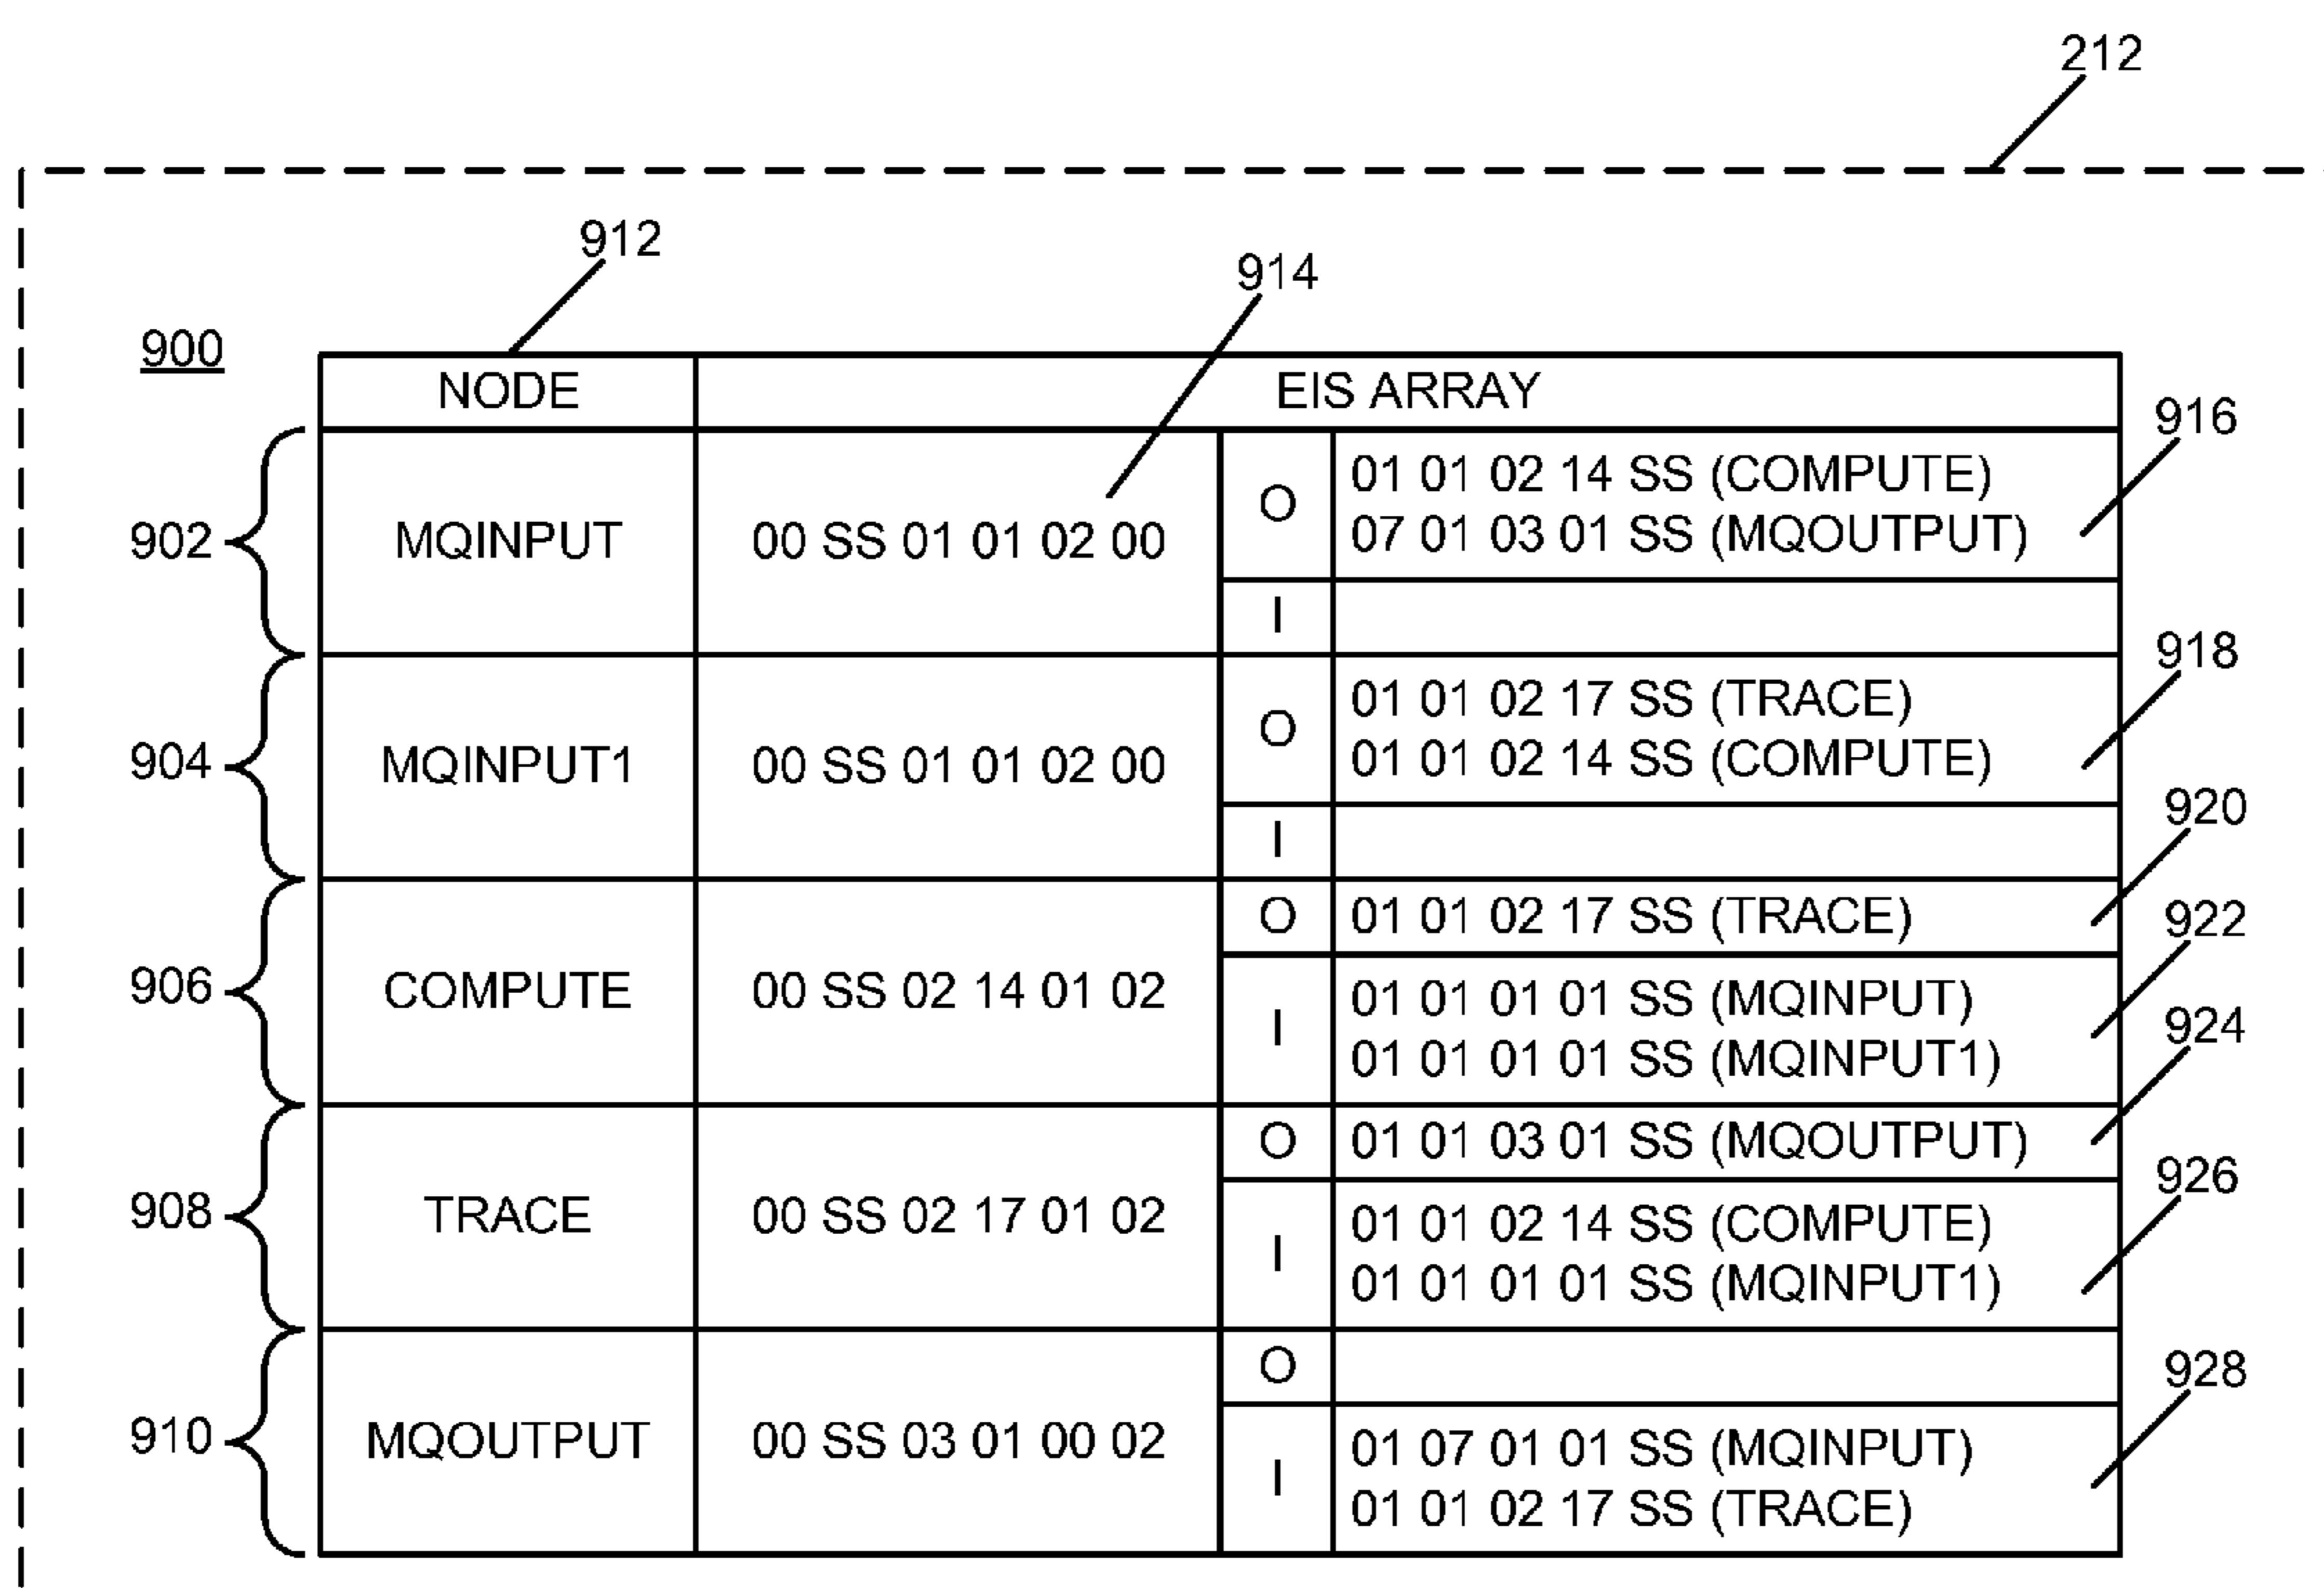 212
912
914
900
NODE EIS ARRAY
916
902 MQINPUT 00 SS 01 01 02 00 O 01 01 02 14 SS (COMPUTE)
07 01 03 01 SS (MQOUTPUT)
I
918
904 MQINPUT1 00 SS 01 01 02 00 O 01 01 02 17 SS (TRACE)
01 01 02 14 SS (COMPUTE)
I
920
906 COMPUTE 00 SS 02 14 01 02 O 01 01 02 17 SS (TRACE)
922
I 01 01 01 01 SS (MQINPUT)
01 01 01 01 SS (MQINPUT1)
924
908 TRACE 00 SS 02 17 01 02 O 01 01 03 01 SS (MQOUTPUT)
926
I 01 01 02 14 SS (COMPUTE)
01 01 01 01 SS (MQINPUT1)
910 MQOUTPUT 00 SS 03 01 00 02 O
928
I 01 07 01 01 SS (MQINPUT)
01 01 02 17 SS (TRACE)